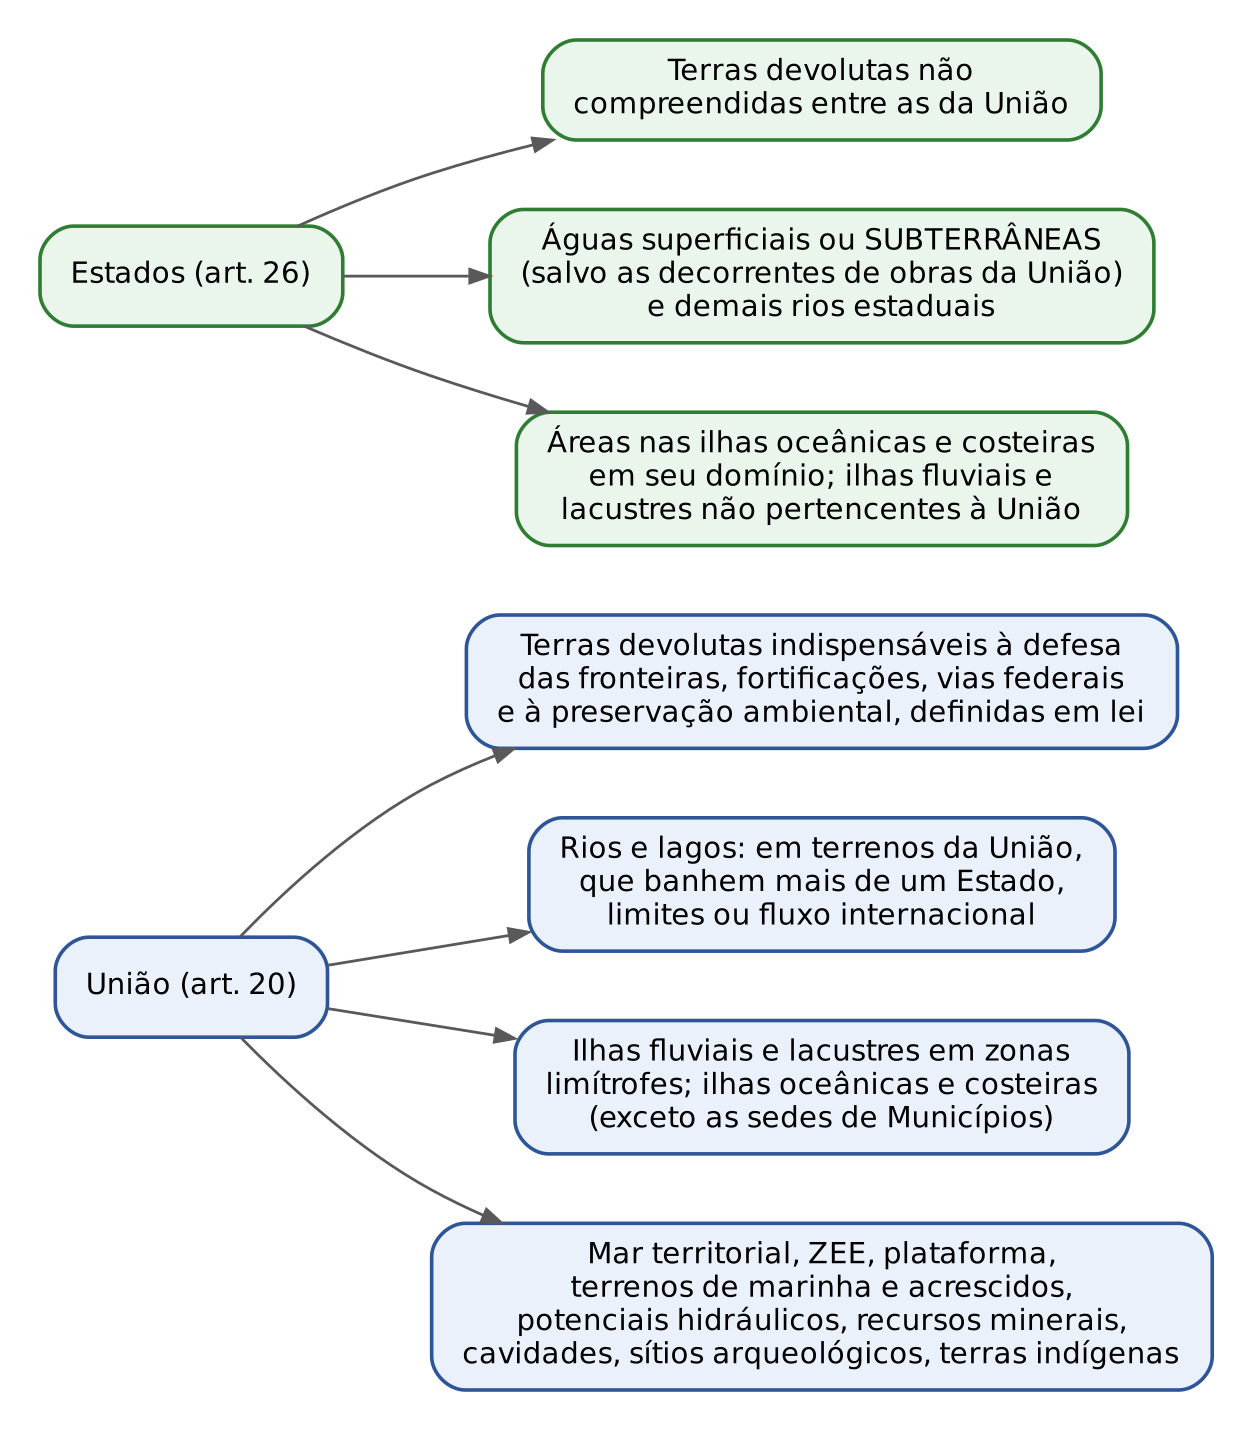 Estados (art. 26)
Terras devolutas não
compreendidas entre as da União
Águas superficiais ou SUBTERRÂNEAS
(salvo as decorrentes de obras da União)
e demais rios estaduais
Áreas nas ilhas oceânicas e costeiras
em seu domínio; ilhas fluviais e
lacustres não pertencentes à União
União (art. 20)
Terras devolutas indispensáveis à defesa
das fronteiras, fortificações, vias federais
e à preservação ambiental, definidas em lei
Rios e lagos: em terrenos da União,
que banhem mais de um Estado,
limites ou fluxo internacional
Ilhas fluviais e lacustres em zonas
limítrofes; ilhas oceânicas e costeiras
(exceto as sedes de Municípios)
Mar territorial, ZEE, plataforma,
terrenos de marinha e acrescidos,
potenciais hidráulicos, recursos minerais,
cavidades, sítios arqueológicos, terras indígenas